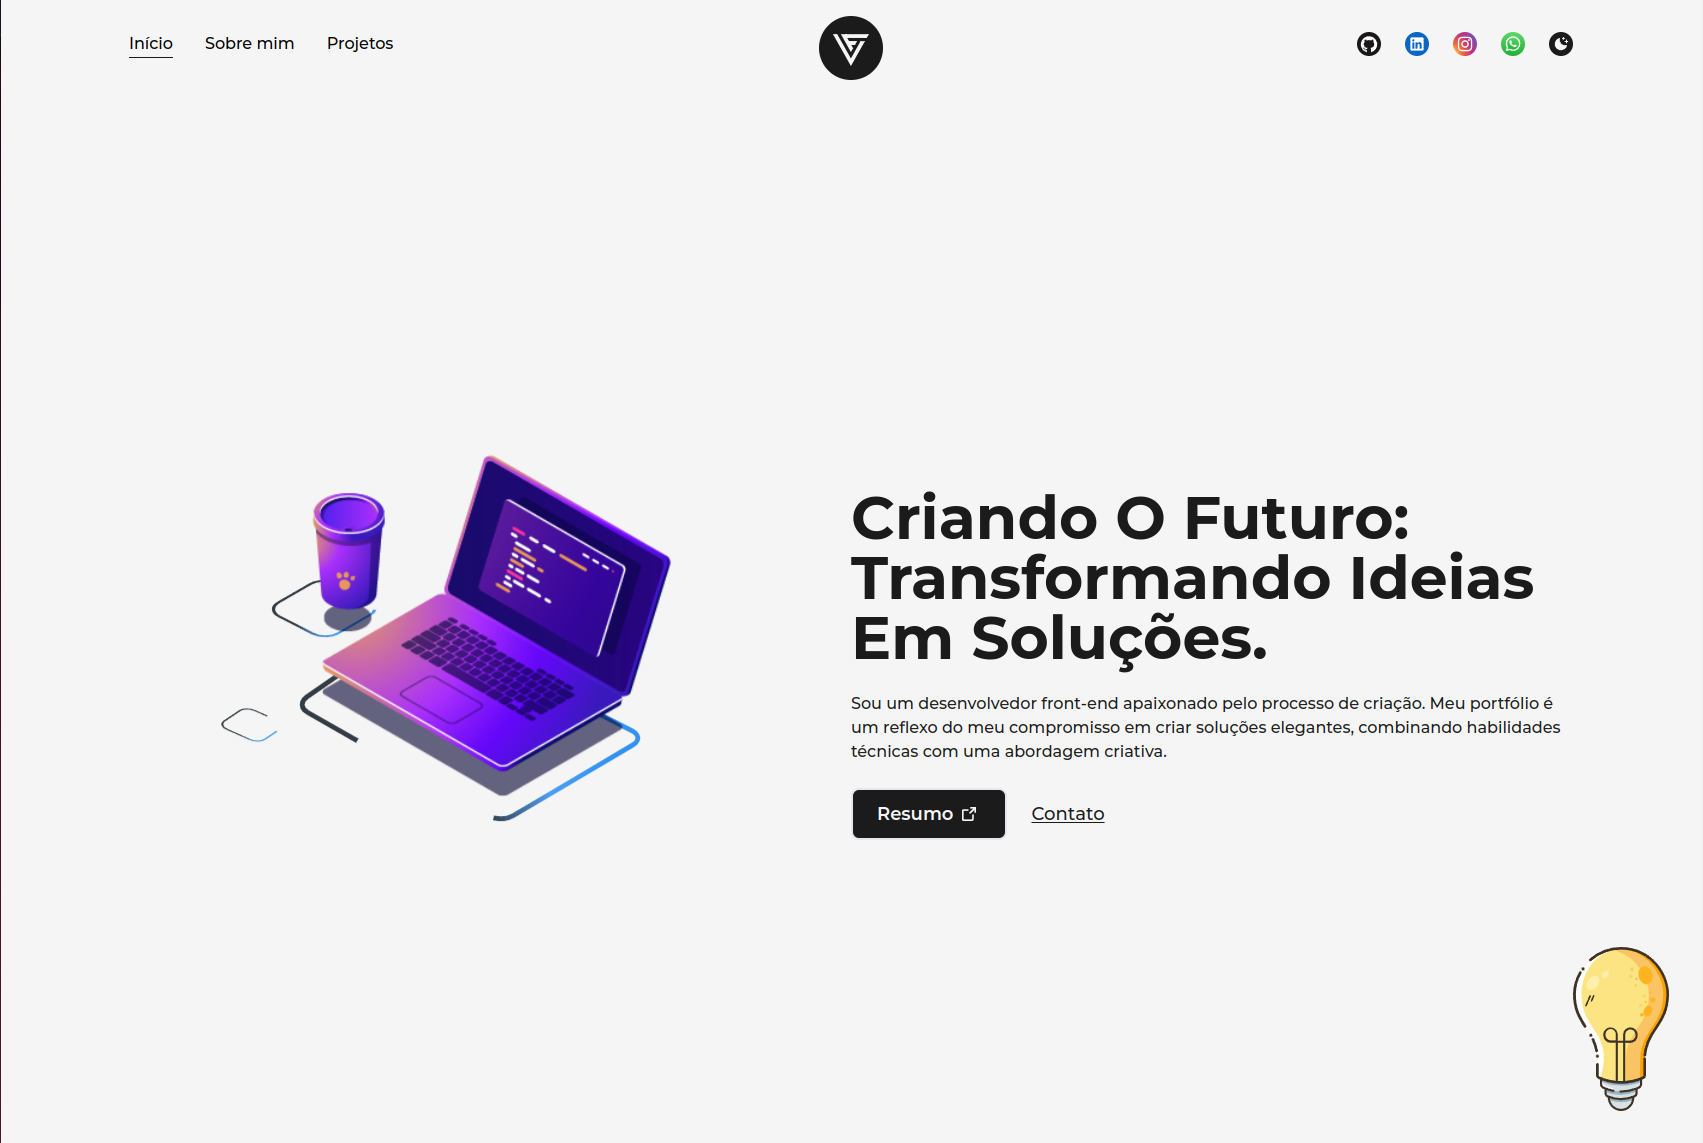 Início
Sobre mim
Projetos
Criando O Futuro:
Transformando Ideias
Em Soluções.
Sou um desenvolvedor front-end apaixonado pelo processo de criação. Meu portfólio é
um reflexo do meu compromisso em criar soluções elegantes, combinando habilidades
técnicas com uma abordagem criativa.
Resumo
Contato